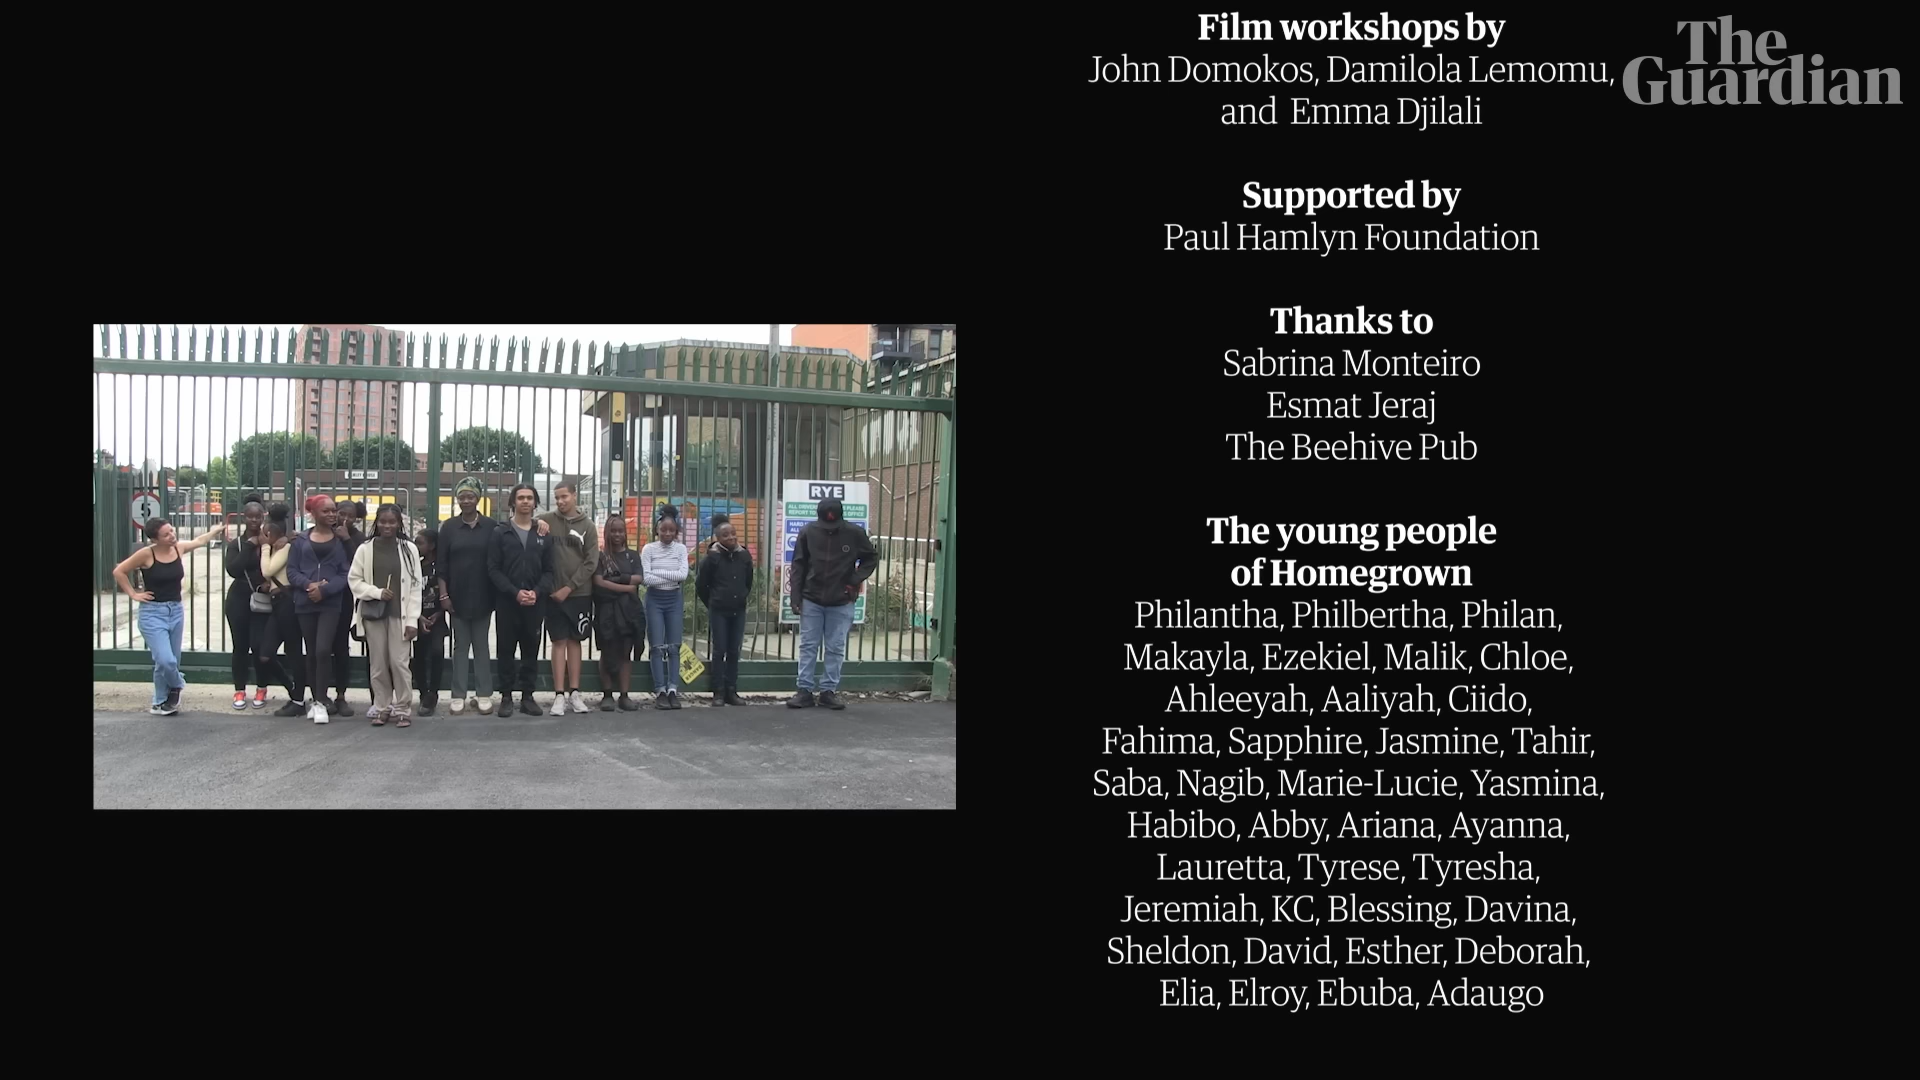 The
Guardian
Film workshops by
John Domokos, Damilola Lemomu,
and Emma Djilali
Supported by
Paul Hamlyn Foundation
Thanks to
Sabrina Monteiro
Esmat Jeraj
The Beehive Pub
The young people
of Homegrown
Philantha, Philbertha, Philan,
Makayla, Ezekiel, Malik, Chloe,
Ahleeyah, Aaliyah, Ciido,
Fahima, Sapphire, Jasmine, Tahir,
Saba, Nagib, Marie-Lucie, Yasmina,
Habibo, Abby, Ariana, Ayanna,
Lauretta, Tyrese, Tyresha,
Jeremiah, KC, Blessing, Davina,
Sheldon, David, Esther, Deborah,
Elia, Elroy, Ebuba, Adaugo
RYE
5